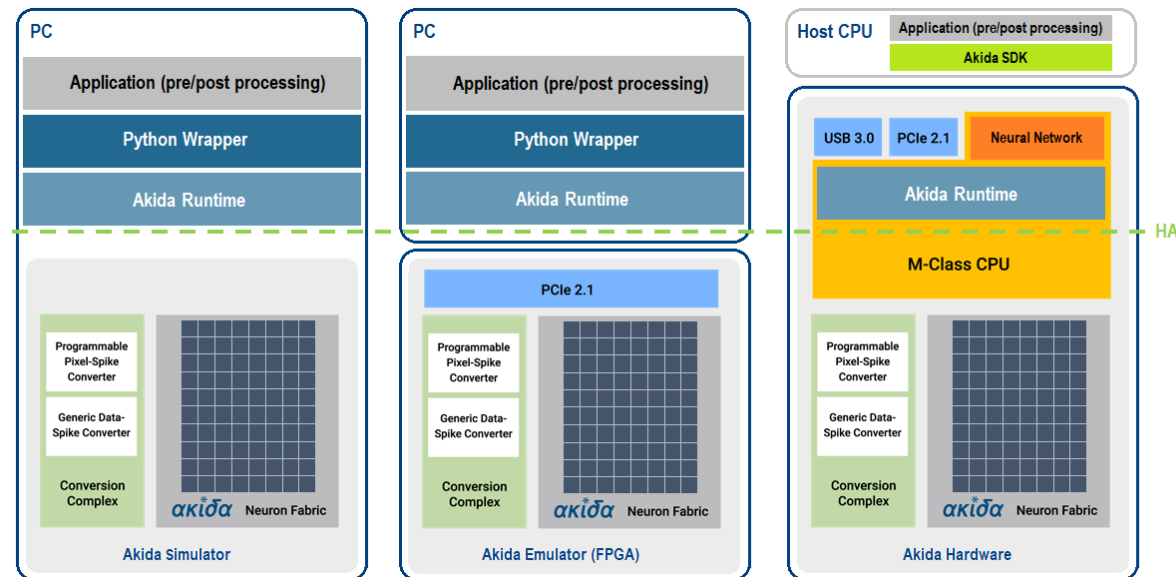 PC
Application (pre/post processing)
Python Wrapper
Akida Runtime
Programmable
Pixel-Spike
Converter
Generic Data-
Spike Converter
Conversion
Complex
akida
Neuron Fabric
Akida Simulator
PC
Application (pre/post processing)
Python Wrapper
Akida Runtime
PCIe 2.1
Programmable
Pixel-Spike
Converter
Generic Data-
Spike Converter
Conversion
Complex
akida
Neuron Fabric
Akida Emulator (FPGA)
Host CPU
Application (pre/post processing)
Akida SDK
USB 3.0
PCIe 2.1
Neural Network
Akida Runtime
HA
M-Class CPU
Programmable
Pixel-Spike
Converter
Generic Data-
Spike Converter
Conversion
Complex
akida
Neuron Fabric
Akida Hardware